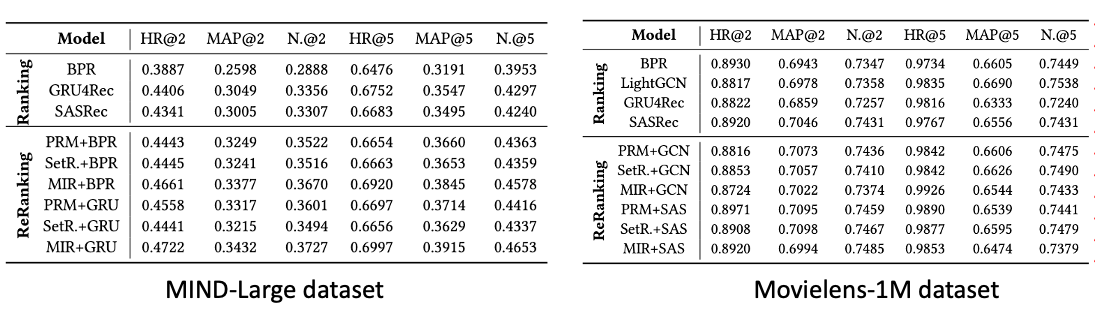 Model HR@2 MAP@2 N.@2 HR@5 MAP@5 N.@5
Ranking
BPR 0.3887 0.2598 0.2888 0.6476 0.3191 0.3953
GRU4Rec 0.4406 0.3049 0.3356 0.6752 0.3547 0.4297
SASRec 0.4341 0.3005 0.3307 0.6683 0.3495 0.4240
ReRanking
PRM+BPR 0.4443 0.3249 0.3522 0.6654 0.3660 0.4363
SetR.+BPR 0.4445 0.3241 0.3516 0.6663 0.3653 0.4359
MIR+BPR 0.4661 0.3377 0.3670 0.6920 0.3845 0.4578
PRM+GRU 0.4558 0.3317 0.3601 0.6697 0.3714 0.4416
SetR.+GRU 0.4441 0.3215 0.3494 0.6656 0.3629 0.4337
MIR+GRU 0.4722 0.3432 0.3727 0.6997 0.3915 0.4653
MIND-Large dataset
Model HR@2 MAP@2 N.@2 HR@5 MAP@5 N.@5
Ranking
BPR 0.8930 0.6943 0.7347 0.9734 0.6605 0.7449
LightGCN 0.8817 0.6978 0.7358 0.9835 0.6690 0.7538
GRU4Rec 0.8822 0.6859 0.7257 0.9816 0.6333 0.7240
SASRec 0.8920 0.7046 0.7431 0.9767 0.6556 0.7431
ReRanking
PRM+GCN 0.8816 0.7073 0.7436 0.9842 0.6606 0.7475
SetR.+GCN 0.8853 0.7057 0.7410 0.9842 0.6626 0.7490
MIR+GCN 0.8724 0.7022 0.7374 0.9926 0.6544 0.7433
PRM+SAS 0.8971 0.7095 0.7459 0.9890 0.6539 0.7441
SetR.+SAS 0.8908 0.7098 0.7467 0.9877 0.6595 0.7479
MIR+SAS 0.8920 0.6994 0.7485 0.9853 0.6474 0.7379
Movielens-1M dataset